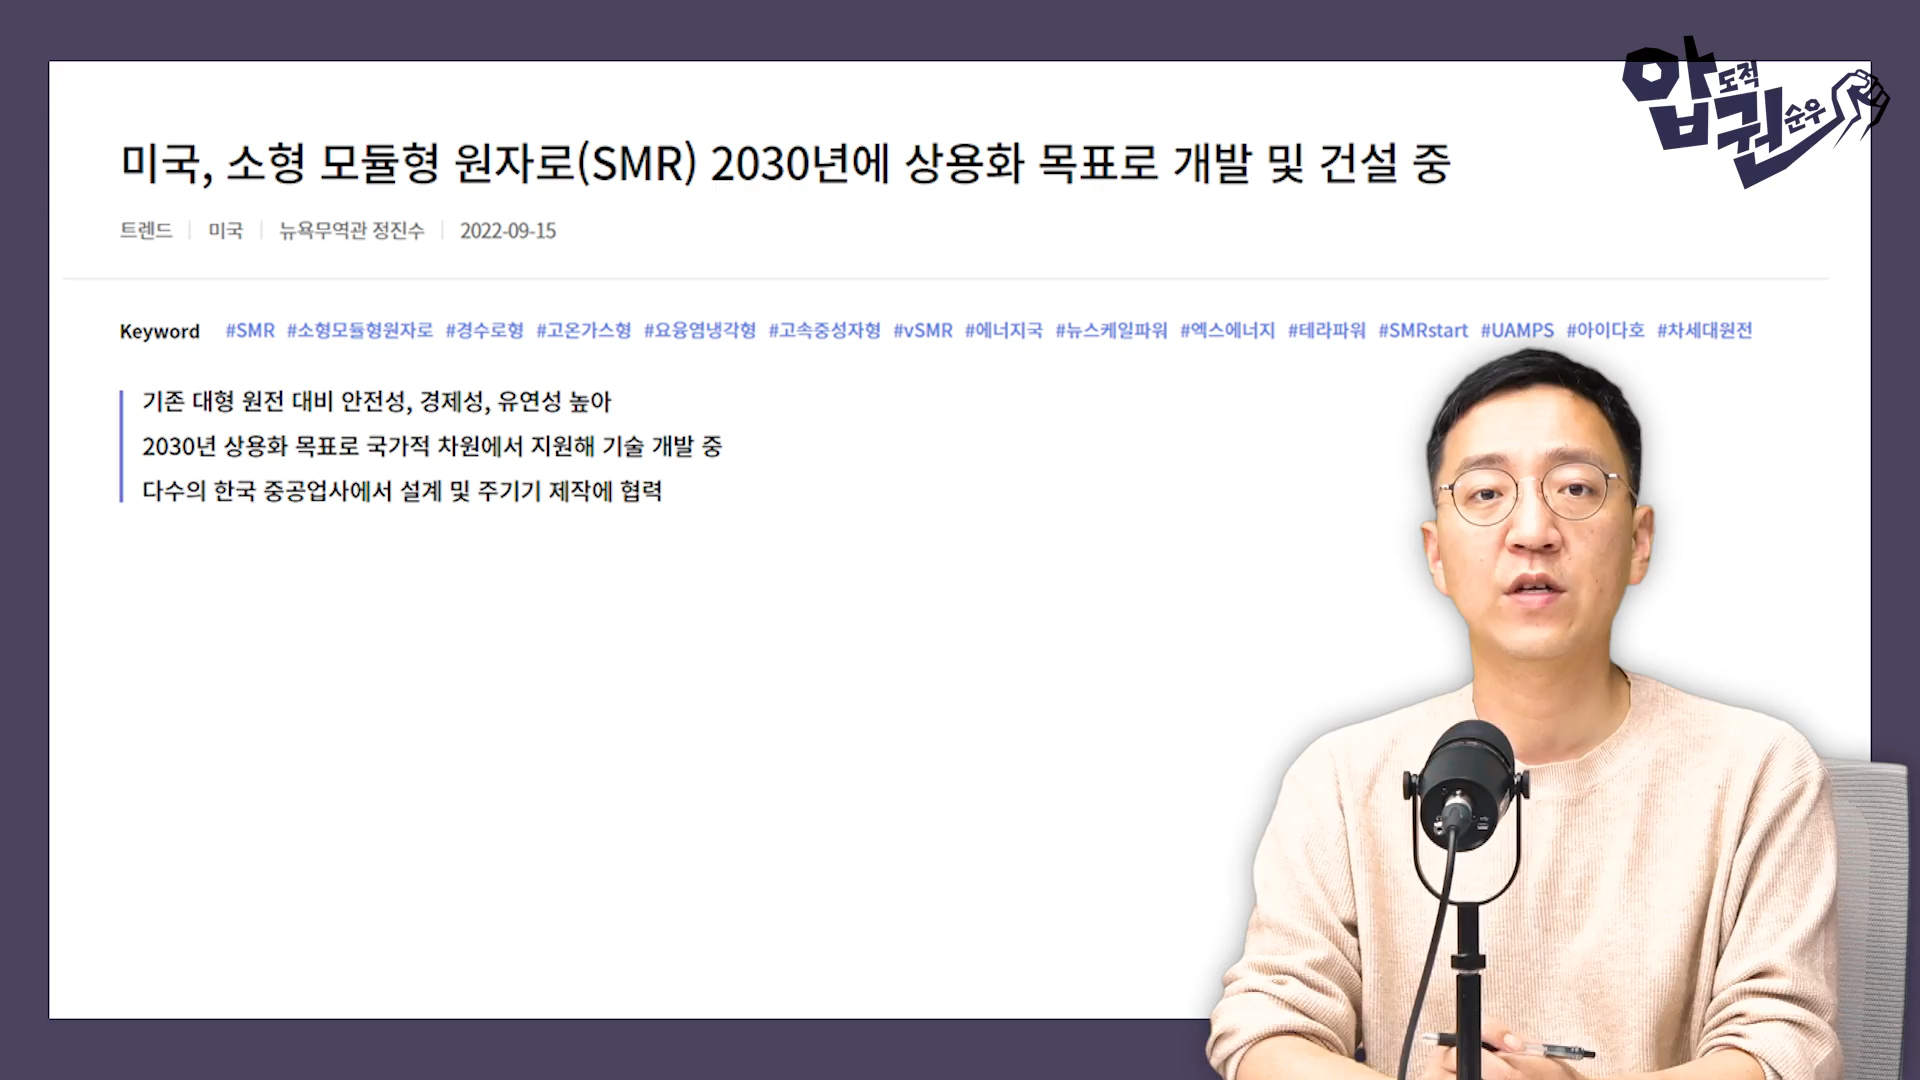 압도적
권순우
미국, 소형 모듈형 원자로(SMR) 2030년에 상용화 목표로 개발 및 건설 중
트렌드 | 미국 | 뉴욕무역관 정진수 | 2022-09-15
Keyword #SMR #소형모듈형원자로 #경수로형 #고온가스형 #요융염냉각형 #고속중성자형 #vSMR #에너지국 #뉴스케일파워 #엑스에너지 #테라파워 #SMRstart #UAMPS #아이다호 #차세대원전
기존 대형 원전 대비 안전성, 경제성, 유연성 높아
2030년 상용화 목표로 국가적 차원에서 지원해 기술 개발 중
다수의 한국 중공업사에서 설계 및 주기기 제작에 협력